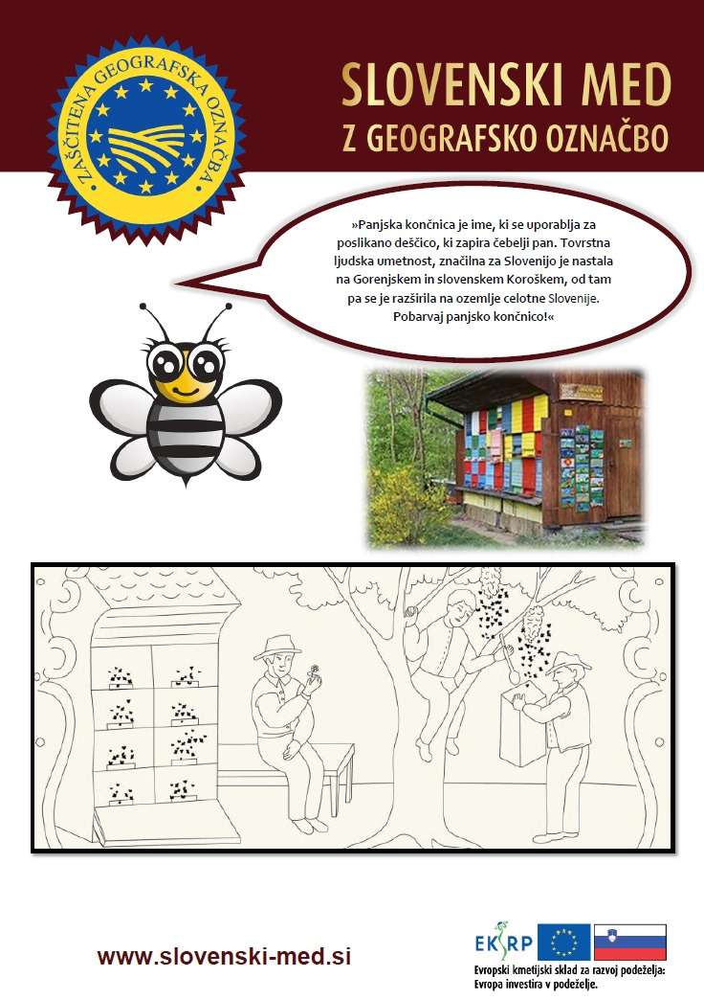 ZAŠČITENA GEOGRAFSKA OZNAČBA
SLOVENSKI MED
Z GEOGRAFSKO OZNAČBO
»Panjska končnica je ime, ki se uporablja za
poslikano deščico, ki zapira čebelji pan. Tovrstna
ljudska umetnost, značilna za Slovenijo je nastala
na Gorenjskem in slovenskem Koroškem, od tam
pa se je razširila na ozemlje celotne Slovenije.
Pobarvaj panjsko končnico!«
www.slovenski-med.si
EKSRP
Evropski kmetijski sklad za razvoj podeželja:
Evropa investira v podeželje.